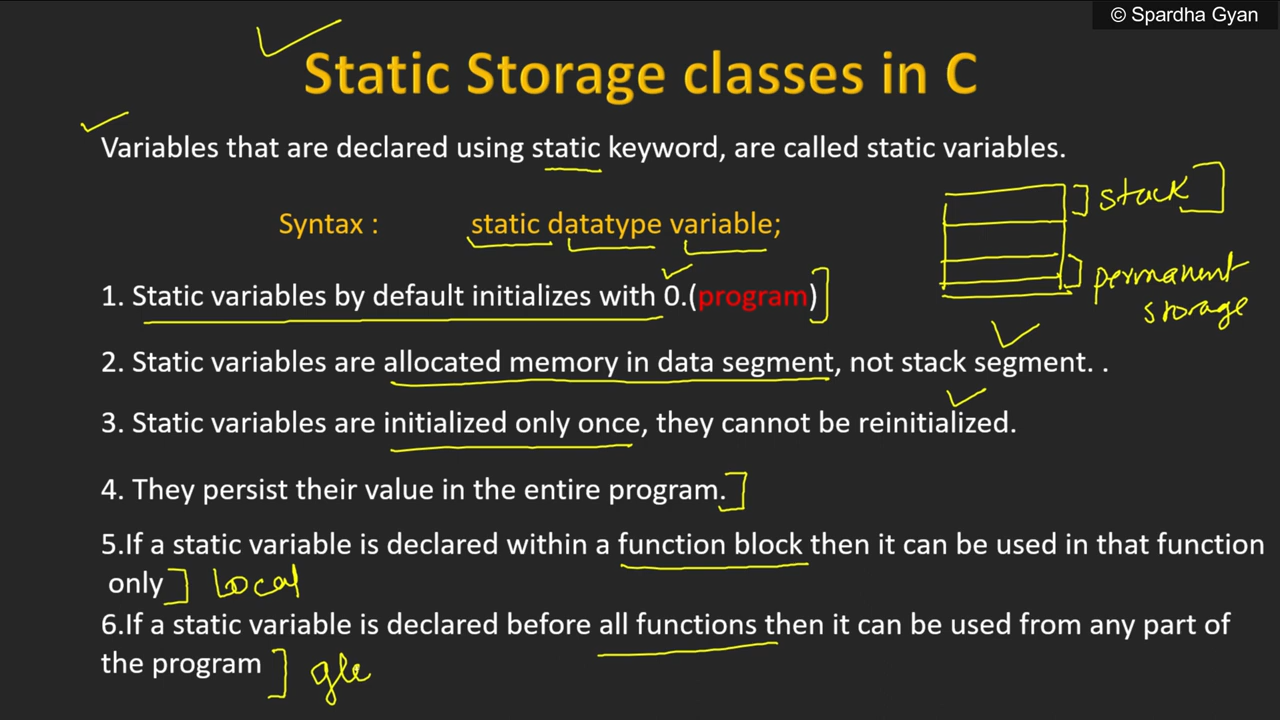 © Spardha Gyan
Static Storage classes in C
Variables that are declared using static keyword, are called static variables.
Syntax : static datatype variable;
stack
1. Static variables by default initializes with 0.(program)
permanent
storage
2. Static variables are allocated memory in data segment, not stack segment. .
3. Static variables are initialized only once, they cannot be reinitialized.
4. They persist their value in the entire program.
5.If a static variable is declared within a function block then it can be used in that function
only
local
6.If a static variable is declared before all functions then it can be used from any part of
the program